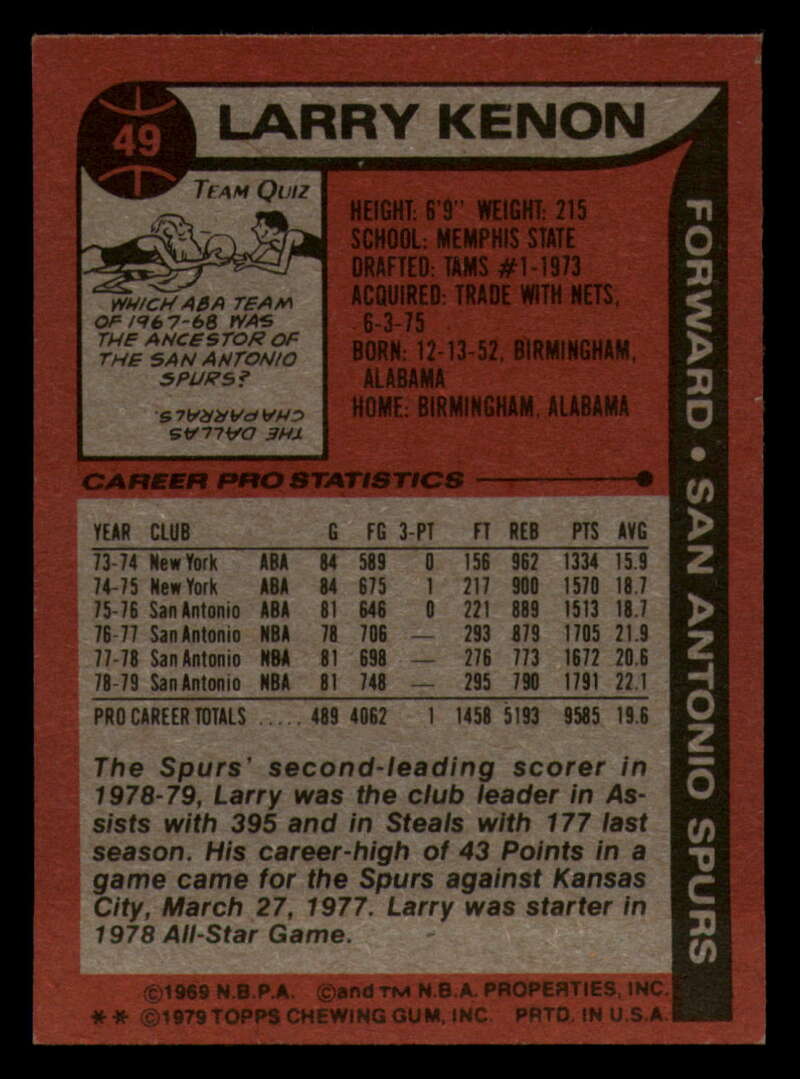 49
LARRY KENON
TEAM QUIZ
WHICH ABA TEAM
OF 1967-68 WAS
THE ANCESTOR OF
THE SAN ANTONIO
SPURS?
THE DALLAS
CHAPARRALS.
HEIGHT: 6'9" WEIGHT: 215
SCHOOL: MEMPHIS STATE
DRAFTED: TAMS #1-1973
ACQUIRED: TRADE WITH NETS,
6-3-75
BORN: 12-13-52, BIRMINGHAM,
ALABAMA
HOME: BIRMINGHAM, ALABAMA
FORWARD • SAN ANTONIO SPURS
CAREER PRO STATISTICS
YEAR CLUB G FG 3-PT FT REB PTS AVG
73-74 New York ABA 84 589 0 156 962 1334 15.9
74-75 New York ABA 84 675 1 217 900 1570 18.7
75-76 San Antonio ABA 81 646 0 221 889 1513 18.7
76-77 San Antonio NBA 78 706 — 293 879 1705 21.9
77-78 San Antonio NBA 81 698 — 276 773 1672 20.6
78-79 San Antonio NBA 81 748 — 295 790 1791 22.1
PRO CAREER TOTALS ..... 489 4062 1 1458 5193 9585 19.6
The Spurs' second-leading scorer in
1978-79, Larry was the club leader in As-
sists with 395 and in Steals with 177 last
season. His career-high of 43 Points in a
game came for the Spurs against Kansas
City, March 27, 1977. Larry was starter in
1978 All-Star Game.
©1969 N.B.P.A. ©and TM N.B.A. PROPERTIES, INC.
** ©1979 TOPPS CHEWING GUM, INC. PRTD. IN U.S.A.